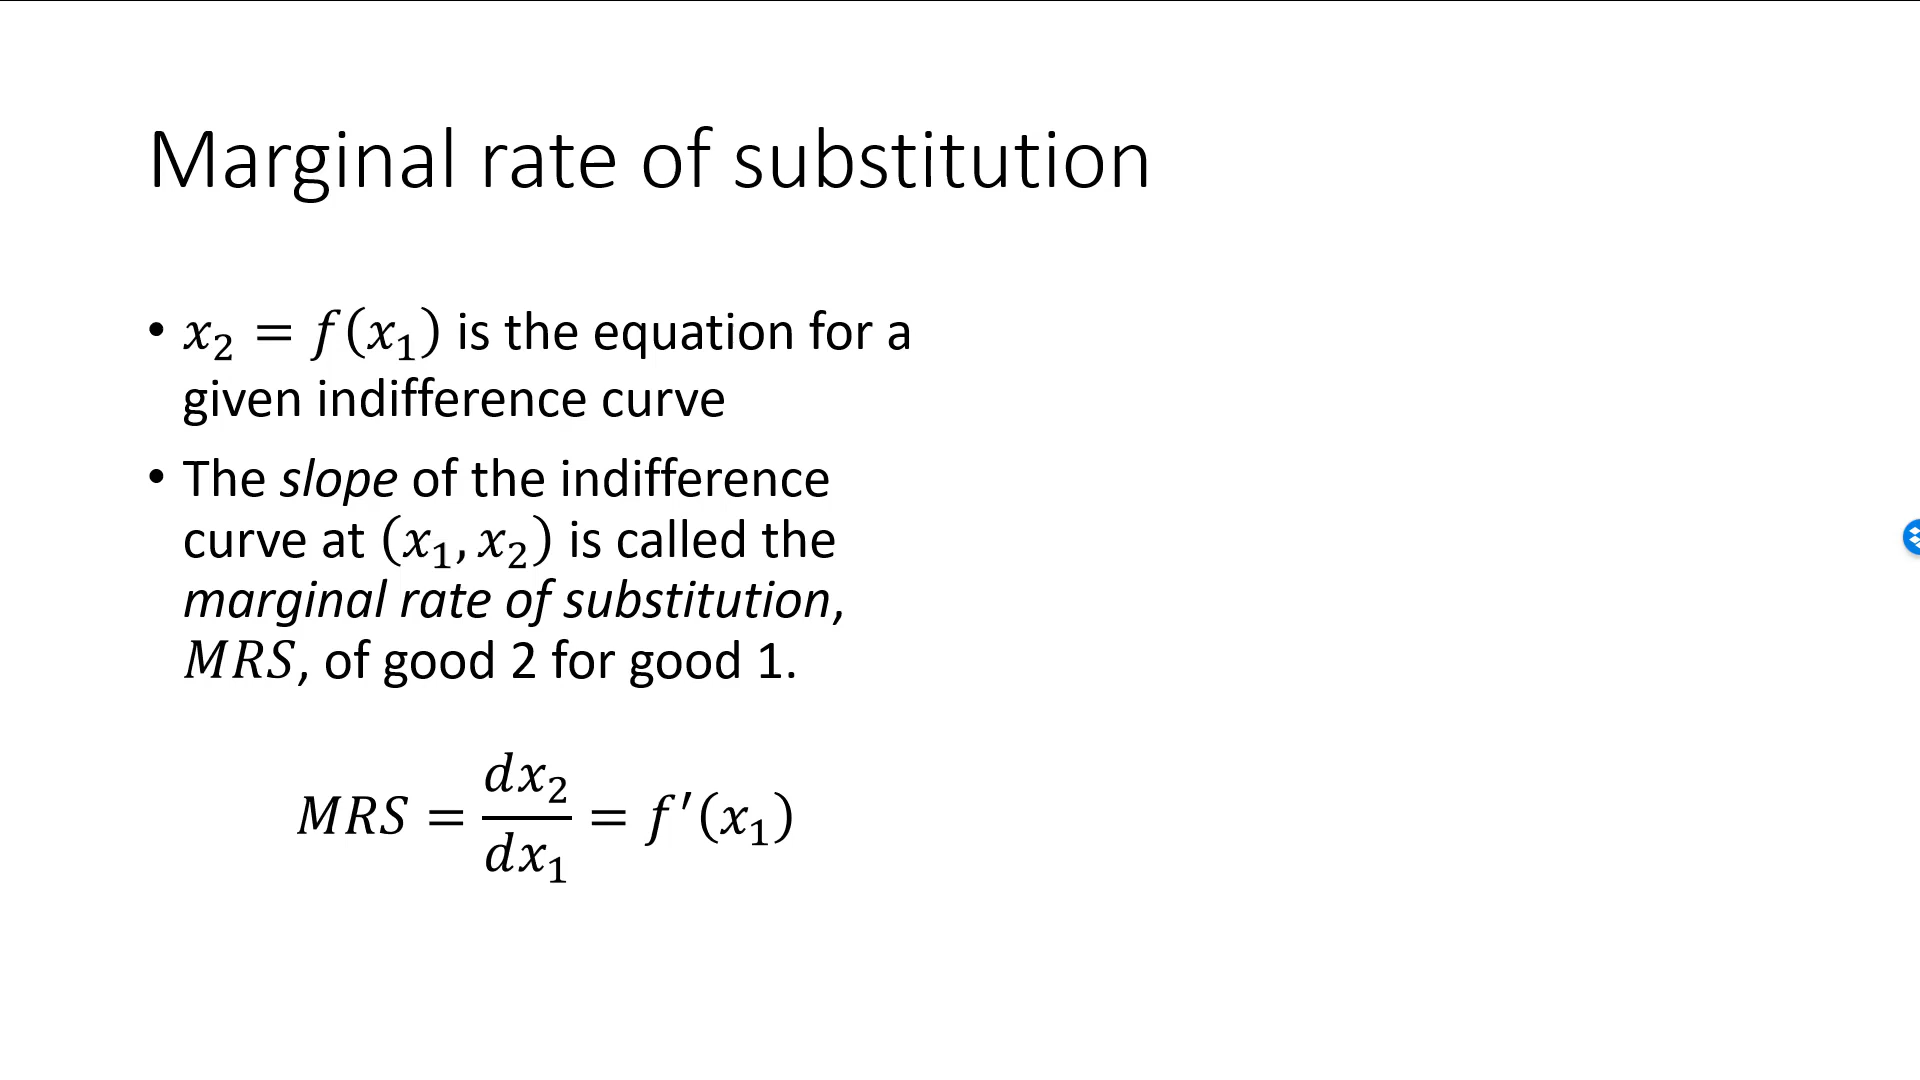 Marginal rate of substitution
• x₂ = f(x₁) is the equation for a
given indifference curve
• The slope of the indifference
curve at (x₁, x₂) is called the
marginal rate of substitution,
MRS, of good 2 for good 1.
MRS = dx₂/dx₁ = f′(x₁)